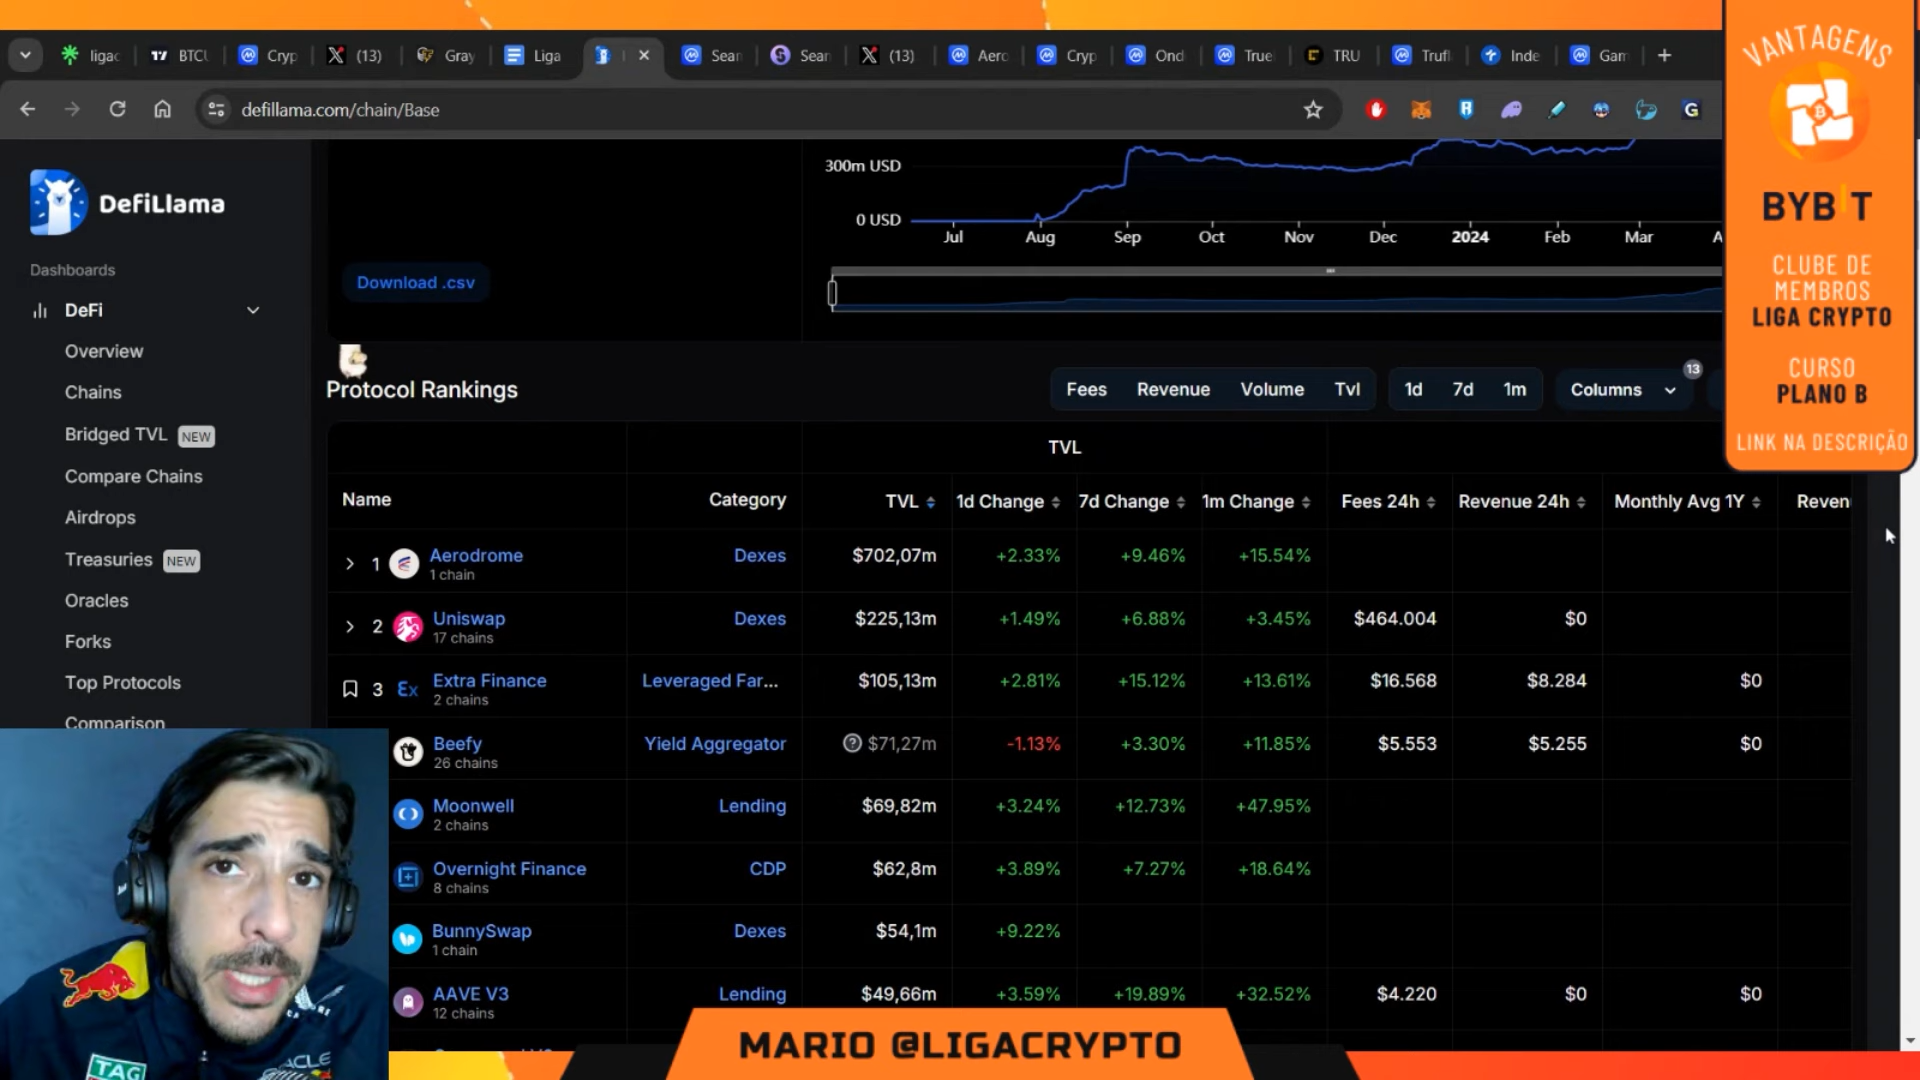 ligac
BTCU
Cryp
(13)
Gray
Liga
Sean
Sean
(13)
Aero
Cryp
Ond
True
TRU
Trufl
Inde
Gam
defillama.com/chain/Base
VANTAGENS
BYBIT
CLUBE DE
MEMBROS
LIGA CRYPTO
CURSO
PLANO B
LINK NA DESCRIÇÃO
DefiLlama
Dashboards
DeFi
Overview
Chains
Bridged TVL NEW
Compare Chains
Airdrops
Treasuries NEW
Oracles
Forks
Top Protocols
Comparison
300m USD
0 USD
Jul Aug Sep Oct Nov Dec 2024 Feb Mar A
Download .csv
Protocol Rankings
Fees Revenue Volume Tvl
1d 7d 1m
Columns
13
TVL
Name Category TVL 1d Change 7d Change 1m Change Fees 24h Revenue 24h Monthly Avg 1Y Reven
1 Aerodrome Dexes $702,07m +2.33% +9.46% +15.54%
1 chain
2 Uniswap Dexes $225,13m +1.49% +6.88% +3.45% $464.004 $0
17 chains
3 Extra Finance Leveraged Far... $105,13m +2.81% +15.12% +13.61% $16.568 $8.284 $0
2 chains
Beefy Yield Aggregator $71,27m -1.13% +3.30% +11.85% $5.553 $5.255 $0
26 chains
Moonwell Lending $69,82m +3.24% +12.73% +47.95%
2 chains
Overnight Finance CDP $62,8m +3.89% +7.27% +18.64%
8 chains
BunnySwap Dexes $54,1m +9.22%
1 chain
AAVE V3 Lending $49,66m +3.59% +19.89% +32.52% $4.220 $0 $0
12 chains
TAG
MARIO @LIGACRYPTO